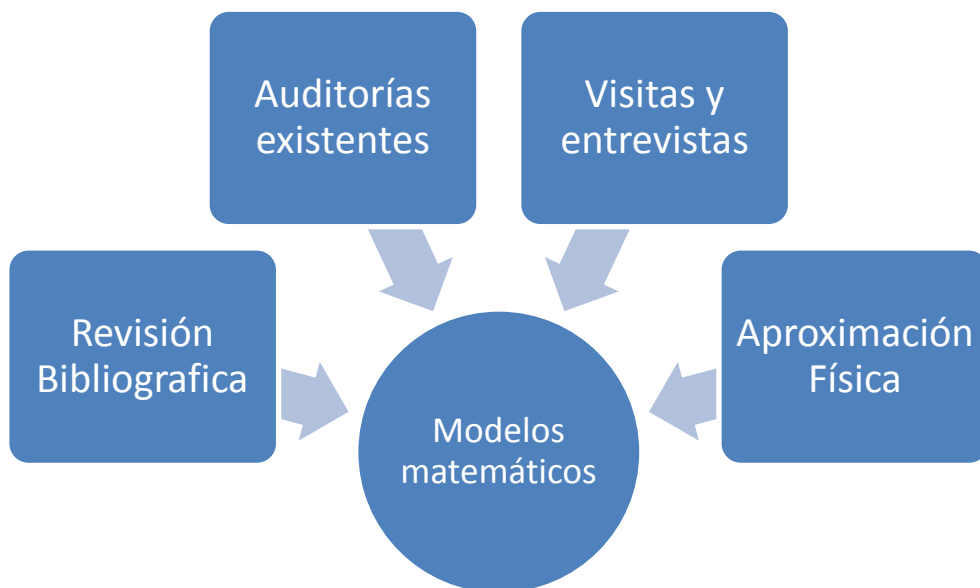 Auditorías
existentes
Visitas y
entrevistas
Revisión
Bibliografica
Aproximación
Física
Modelos
matemáticos